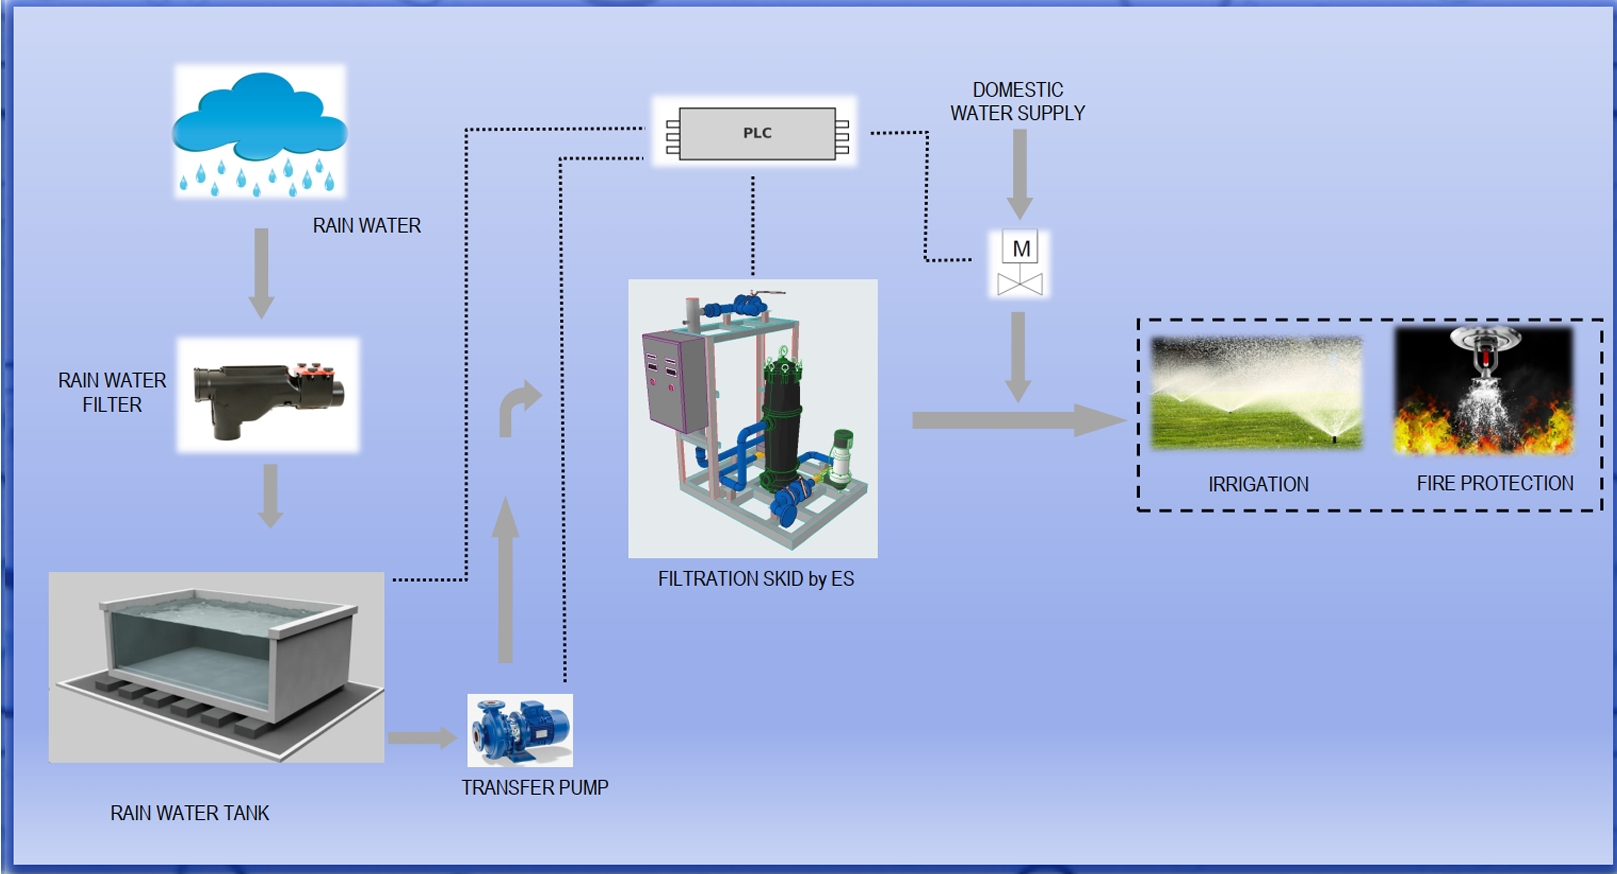 RAIN WATER
RAIN WATER
FILTER
RAIN WATER TANK
TRANSFER PUMP
PLC
FILTRATION SKID by ES
DOMESTIC
WATER SUPPLY
M
IRRIGATION
FIRE PROTECTION